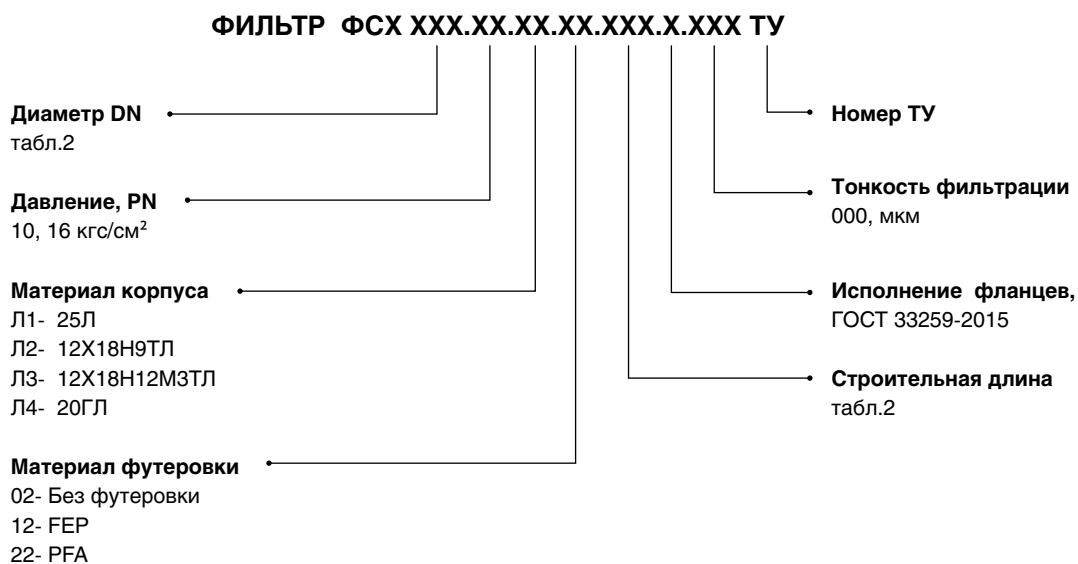 ФИЛЬТР ФСХ XXX.XX.XX.XX.XXX.X.XXX ТУ
Диаметр DN
табл.2
Давление, PN
10, 16 кгс/см²
Материал корпуса
Л1- 25Л
Л2- 12Х18Н9ТЛ
Л3- 12Х18Н12М3ТЛ
Л4- 20ГЛ
Материал футеровки
02- Без футеровки
12- FEP
22- PFA
Номер ТУ
Тонкость фильтрации
000, мкм
Исполнение фланцев,
ГОСТ 33259-2015
Строительная длина
табл.2